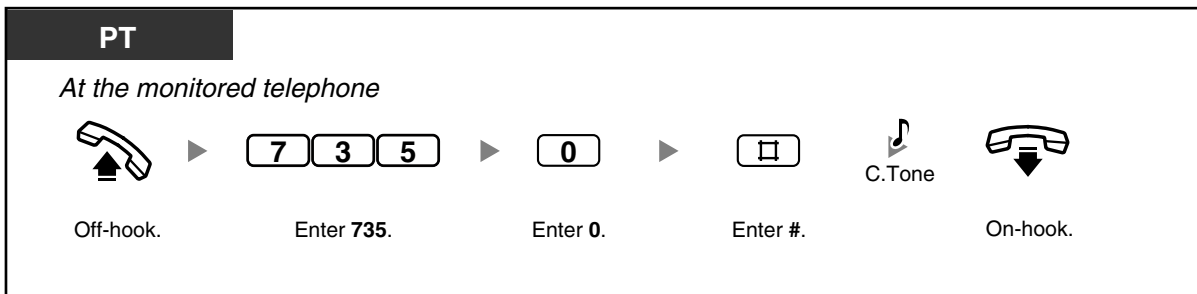 PT
At the monitored telephone
7 3 5 0 #
C.Tone
Off-hook. Enter 735. Enter 0. Enter #. On-hook.